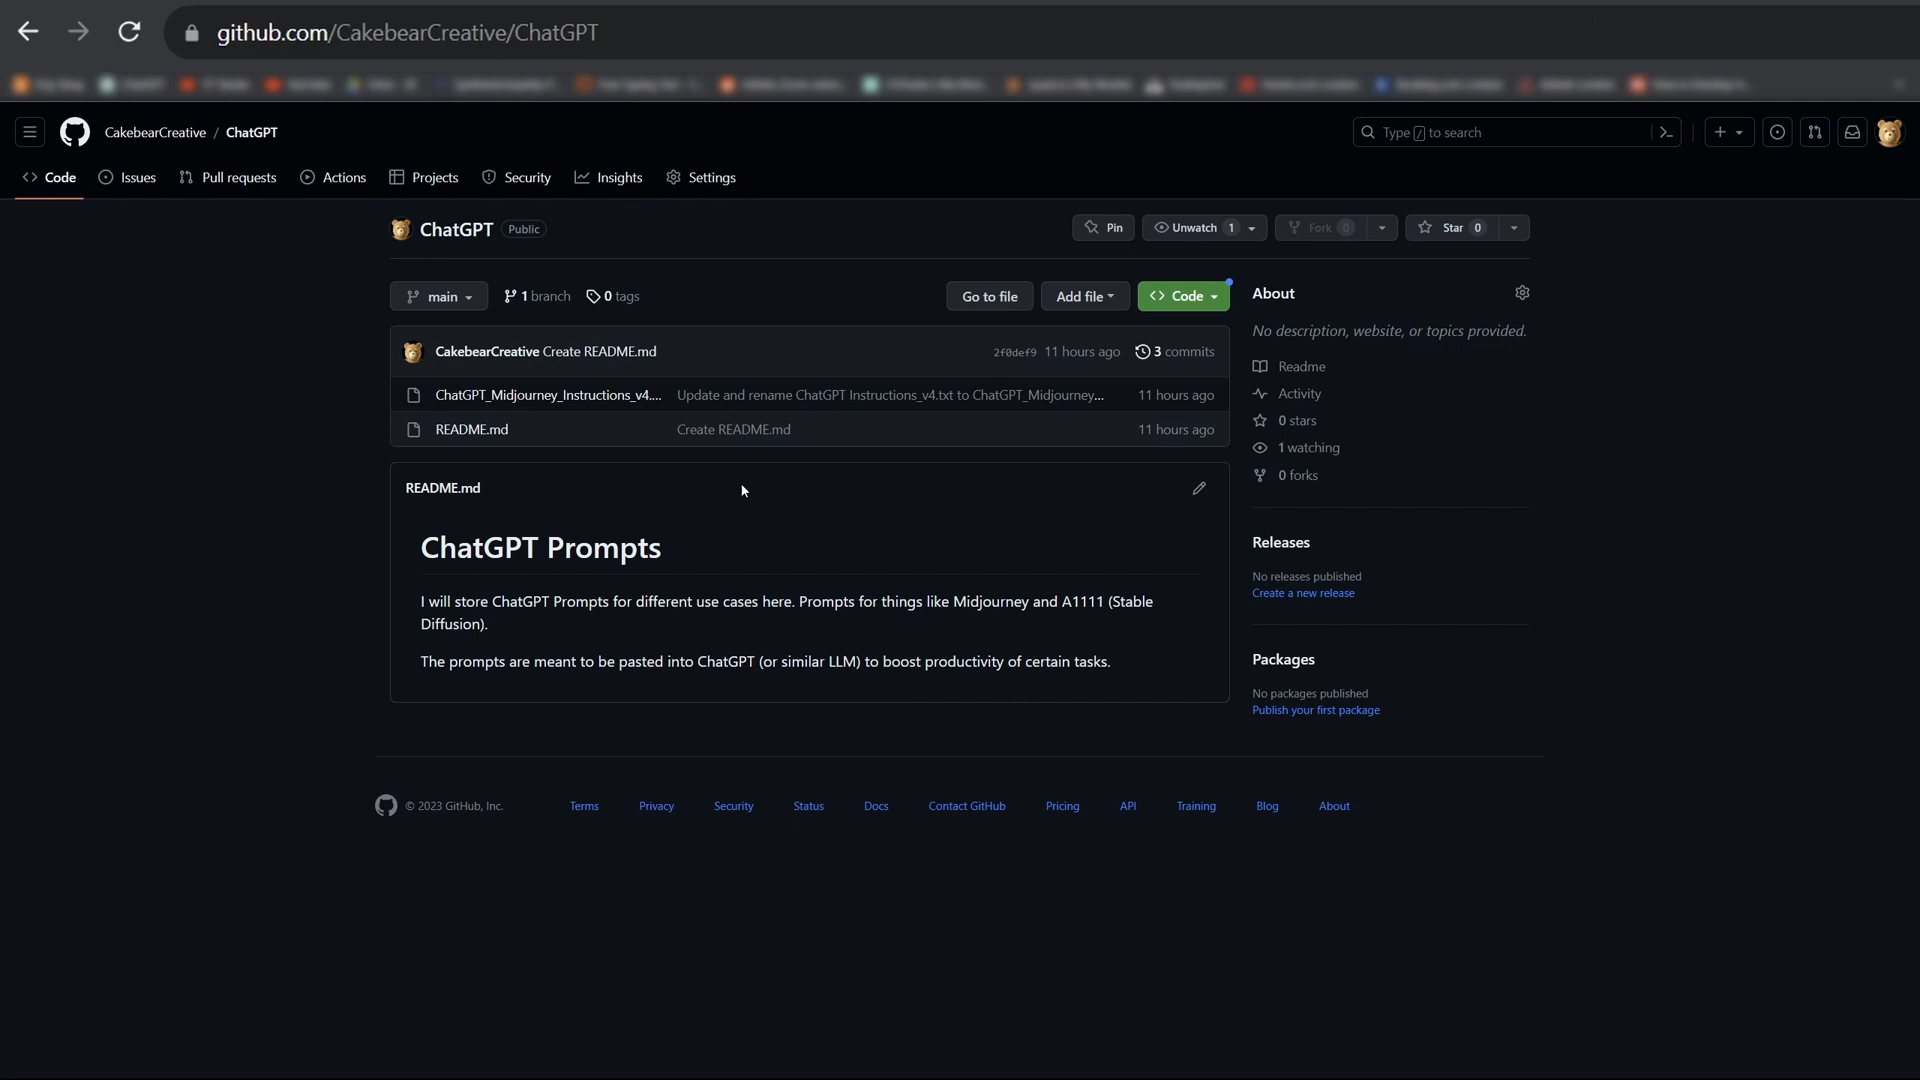 github.com/CakebearCreative/ChatGPT
CakebearCreative / ChatGPT
Type / to search
Code Issues Pull requests Actions Projects Security Insights Settings
ChatGPT Public
Pin Unwatch 1 Fork 0 Star 0
main 1 branch 0 tags
Go to file Add file Code
CakebearCreative Create README.md 2f0def9 11 hours ago 3 commits
ChatGPT_Midjourney_Instructions_v4.... Update and rename ChatGPT Instructions_v4.txt to ChatGPT_Midjourney... 11 hours ago
README.md Create README.md 11 hours ago
README.md
ChatGPT Prompts
I will store ChatGPT Prompts for different use cases here. Prompts for things like Midjourney and A1111 (Stable
Diffusion).
The prompts are meant to be pasted into ChatGPT (or similar LLM) to boost productivity of certain tasks.
About
No description, website, or topics provided.
Readme
Activity
0 stars
1 watching
0 forks
Releases
No releases published
Create a new release
Packages
No packages published
Publish your first package
© 2023 GitHub, Inc. Terms Privacy Security Status Docs Contact GitHub Pricing API Training Blog About